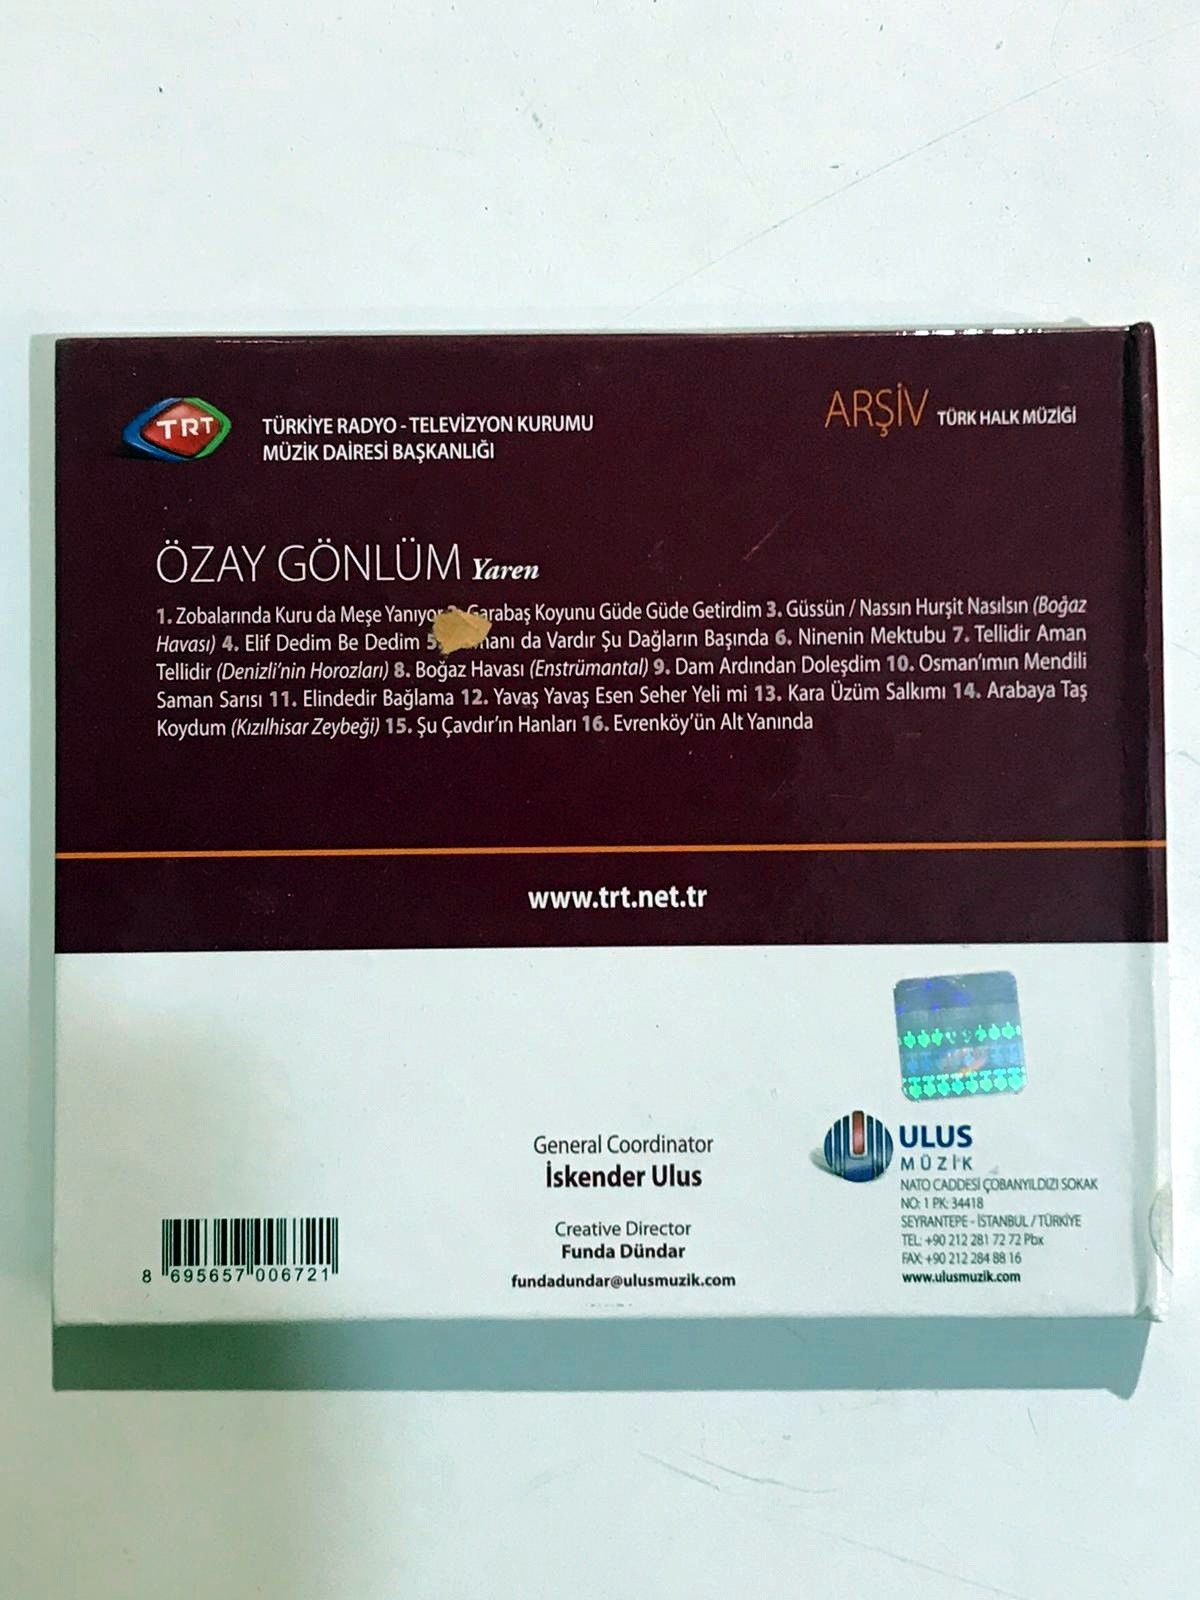 TRT
TÜRKİYE RADYO - TELEVİZYON KURUMU
MÜZİK DAİRESİ BAŞKANLIĞI
ARŞİV TÜRK HALK MÜZİĞİ
ÖZAY GÖNLÜM Yaren
1. Zobalarında Kuru da Meşe Yanıyor Garabaş Koyunu Güde Güde Getirdim 3. Güssün / Nassın Hurşit Nasılsın (Boğaz
Havası) 4. Elif Dedim Be Dedim 5. da Vardır Şu Dağların Başında 6. Ninenin Mektubu 7. Tellidir Aman
Tellidir (Denizli'nin Horozları) 8. Boğaz Havası (Enstrümantal) 9. Dam Ardından Doleşdim 10. Osman'ımın Mendili
Saman Sarısı 11. Elindedir Bağlama 12. Yavaş Yavaş Esen Seher Yeli mi 13. Kara Üzüm Salkımı 14. Arabaya Taş
Koydum (Kızılhisar Zeybeği) 15. Şu Çavdır'ın Hanları 16. Evrenköy'ün Alt Yanında
www.trt.net.tr
General Coordinator
İskender Ulus
Creative Director
Funda Dündar
fundadundar@ulusmuzik.com
ULUS
MÜZİK
NATO CADDESİ ÇOBANYILDIZI SOKAK
NO: 1 PK: 34418
SEYRANTEPE - İSTANBUL / TÜRKİYE
TEL: +90 212 281 72 72 Pbx
FAX: +90 212 284 88 16
www.ulusmuzik.com
8 695657 006721